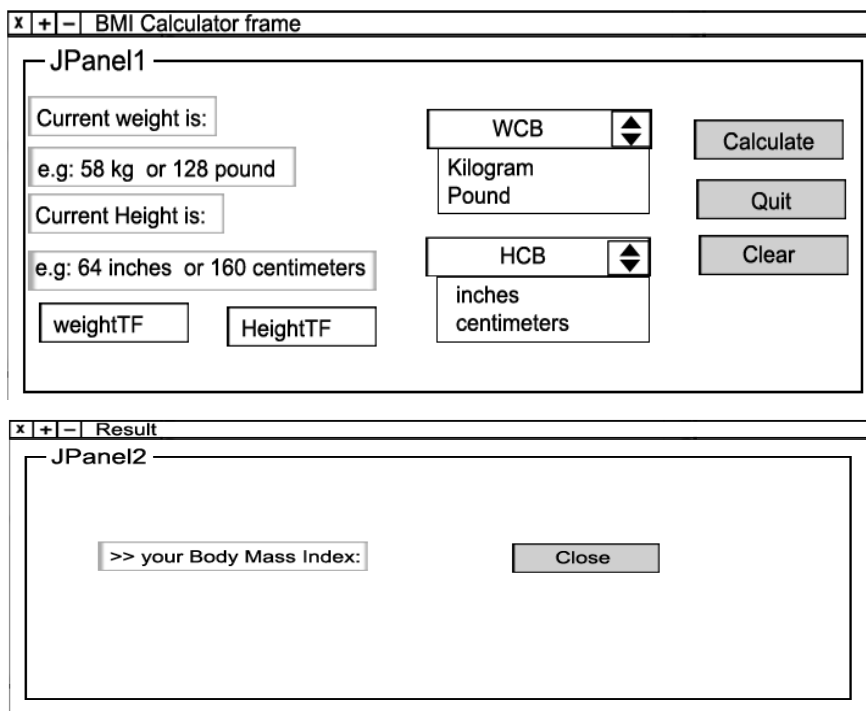 x + – BMI Calculator frame
JPanel1
Current weight is:
e.g: 58 kg or 128 pound
Current Height is:
e.g: 64 inches or 160 centimeters
weightTF
HeightTF
WCB
Kilogram
Pound
HCB
inches
centimeters
Calculate
Quit
Clear
x + – Result
JPanel2
>> your Body Mass Index:
Close